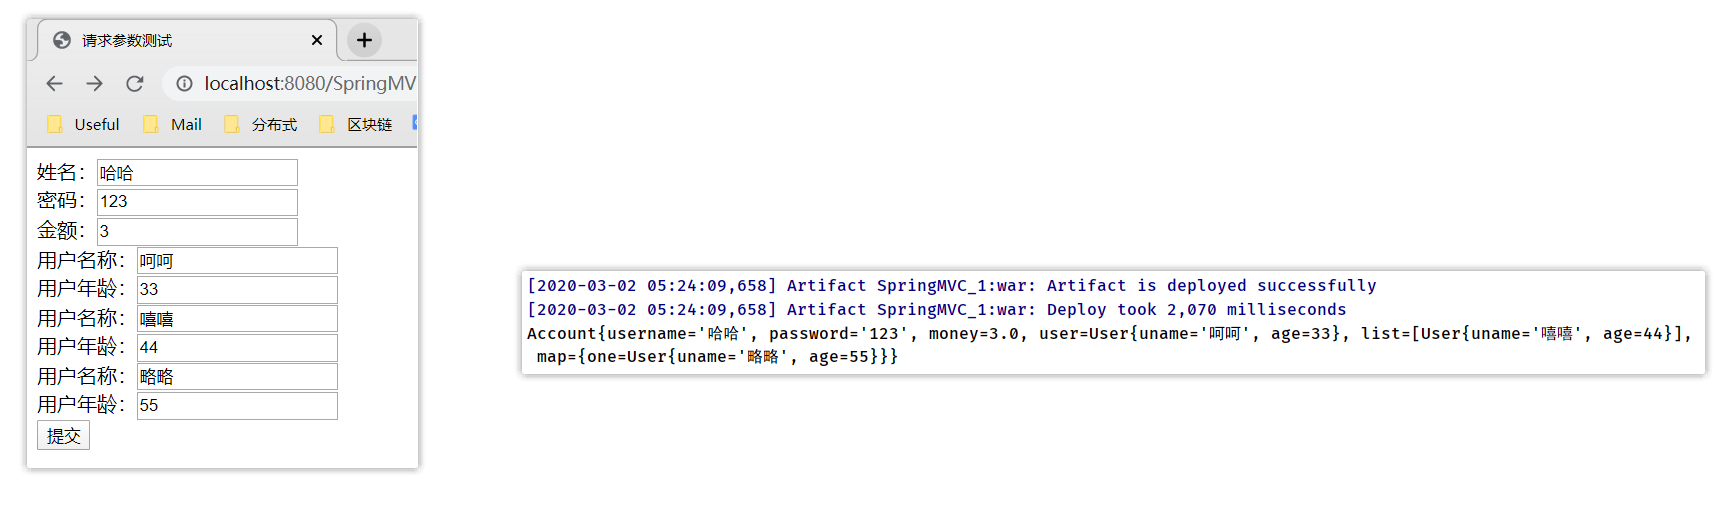 请求参数测试
localhost:8080/SpringMV
Useful Mail 分布式 区块链
姓名：哈哈
密码：123
金额：3
用户名称：呵呵
用户年龄：33
用户名称：嘻嘻
用户年龄：44
用户名称：略略
用户年龄：55
提交
[2020-03-02 05:24:09,658] Artifact SpringMVC_1:war: Artifact is deployed successfully
[2020-03-02 05:24:09,658] Artifact SpringMVC_1:war: Deploy took 2,070 milliseconds
Account{username='哈哈', password='123', money=3.0, user=User{uname='呵呵', age=33}, list=[User{uname='嘻嘻', age=44}],
map={one=User{uname='略略', age=55}}}